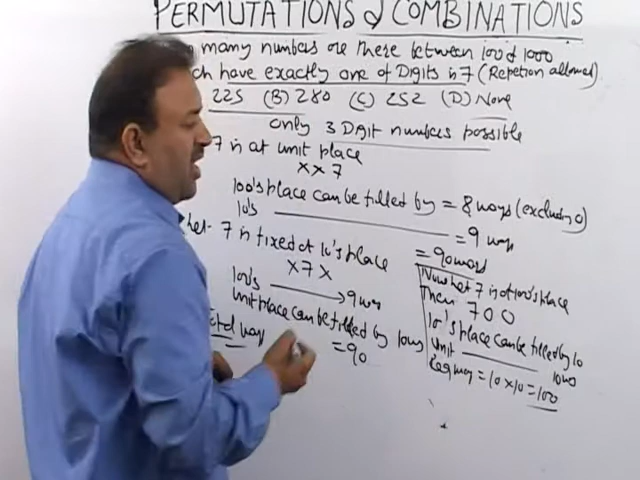 PERMUTATIONS & COMBINATIONS
many numbers are there between 100 & 1000
ch have exactly one of Digits is 7 (Repetion allowed)
225 (B) 280 (C) 252 (D) None
only 3 Digit numbers possible
7 is at unit place
X X 7
100's place can be filled by = 8 ways (excluding 0)
10's = 9 ways
= 90 ways
7 is fixed at 10's place
X 7 X
100's 9 ways
Unit place can be filled by 10 ways
= 90
way
Now let 7 is at 100's place
Then 7 0 0
10's place can be filled by 10
Unit 10 ways
Req way = 10 X 10 = 100